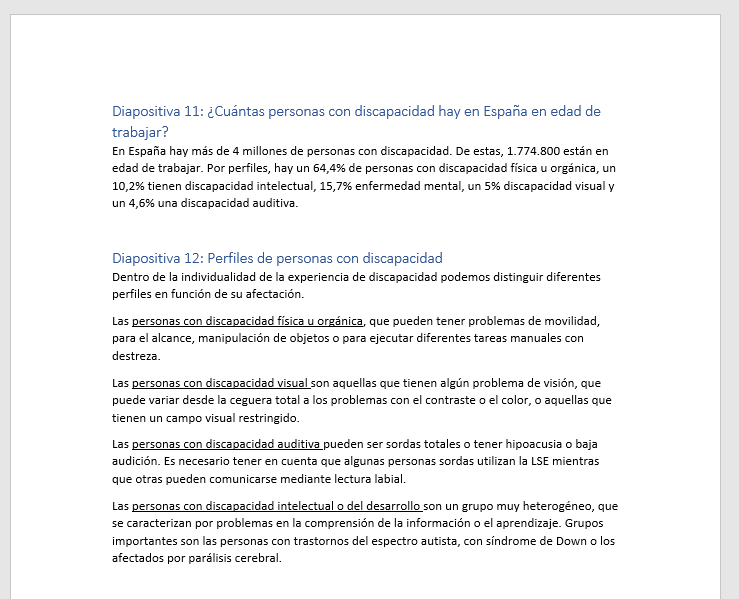 Diapositiva 11: ¿Cuántas personas con discapacidad hay en España en edad de
trabajar?
En España hay más de 4 millones de personas con discapacidad. De estas, 1.774.800 están en
edad de trabajar. Por perfiles, hay un 64,4% de personas con discapacidad física u orgánica, un
10,2% tienen discapacidad intelectual, 15,7% enfermedad mental, un 5% discapacidad visual y
un 4,6% una discapacidad auditiva.
Diapositiva 12: Perfiles de personas con discapacidad
Dentro de la individualidad de la experiencia de discapacidad podemos distinguir diferentes
perfiles en función de su afectación.
Las personas con discapacidad física u orgánica, que pueden tener problemas de movilidad,
para el alcance, manipulación de objetos o para ejecutar diferentes tareas manuales con
destreza.
Las personas con discapacidad visual son aquellas que tienen algún problema de visión, que
puede variar desde la ceguera total a los problemas con el contraste o el color, o aquellas que
tienen un campo visual restringido.
Las personas con discapacidad auditiva pueden ser sordas totales o tener hipoacusia o baja
audición. Es necesario tener en cuenta que algunas personas sordas utilizan la LSE mientras
que otras pueden comunicarse mediante lectura labial.
Las personas con discapacidad intelectual o del desarrollo son un grupo muy heterogéneo, que
se caracterizan por problemas en la comprensión de la información o el aprendizaje. Grupos
importantes son las personas con trastornos del espectro autista, con síndrome de Down o los
afectados por parálisis cerebral.